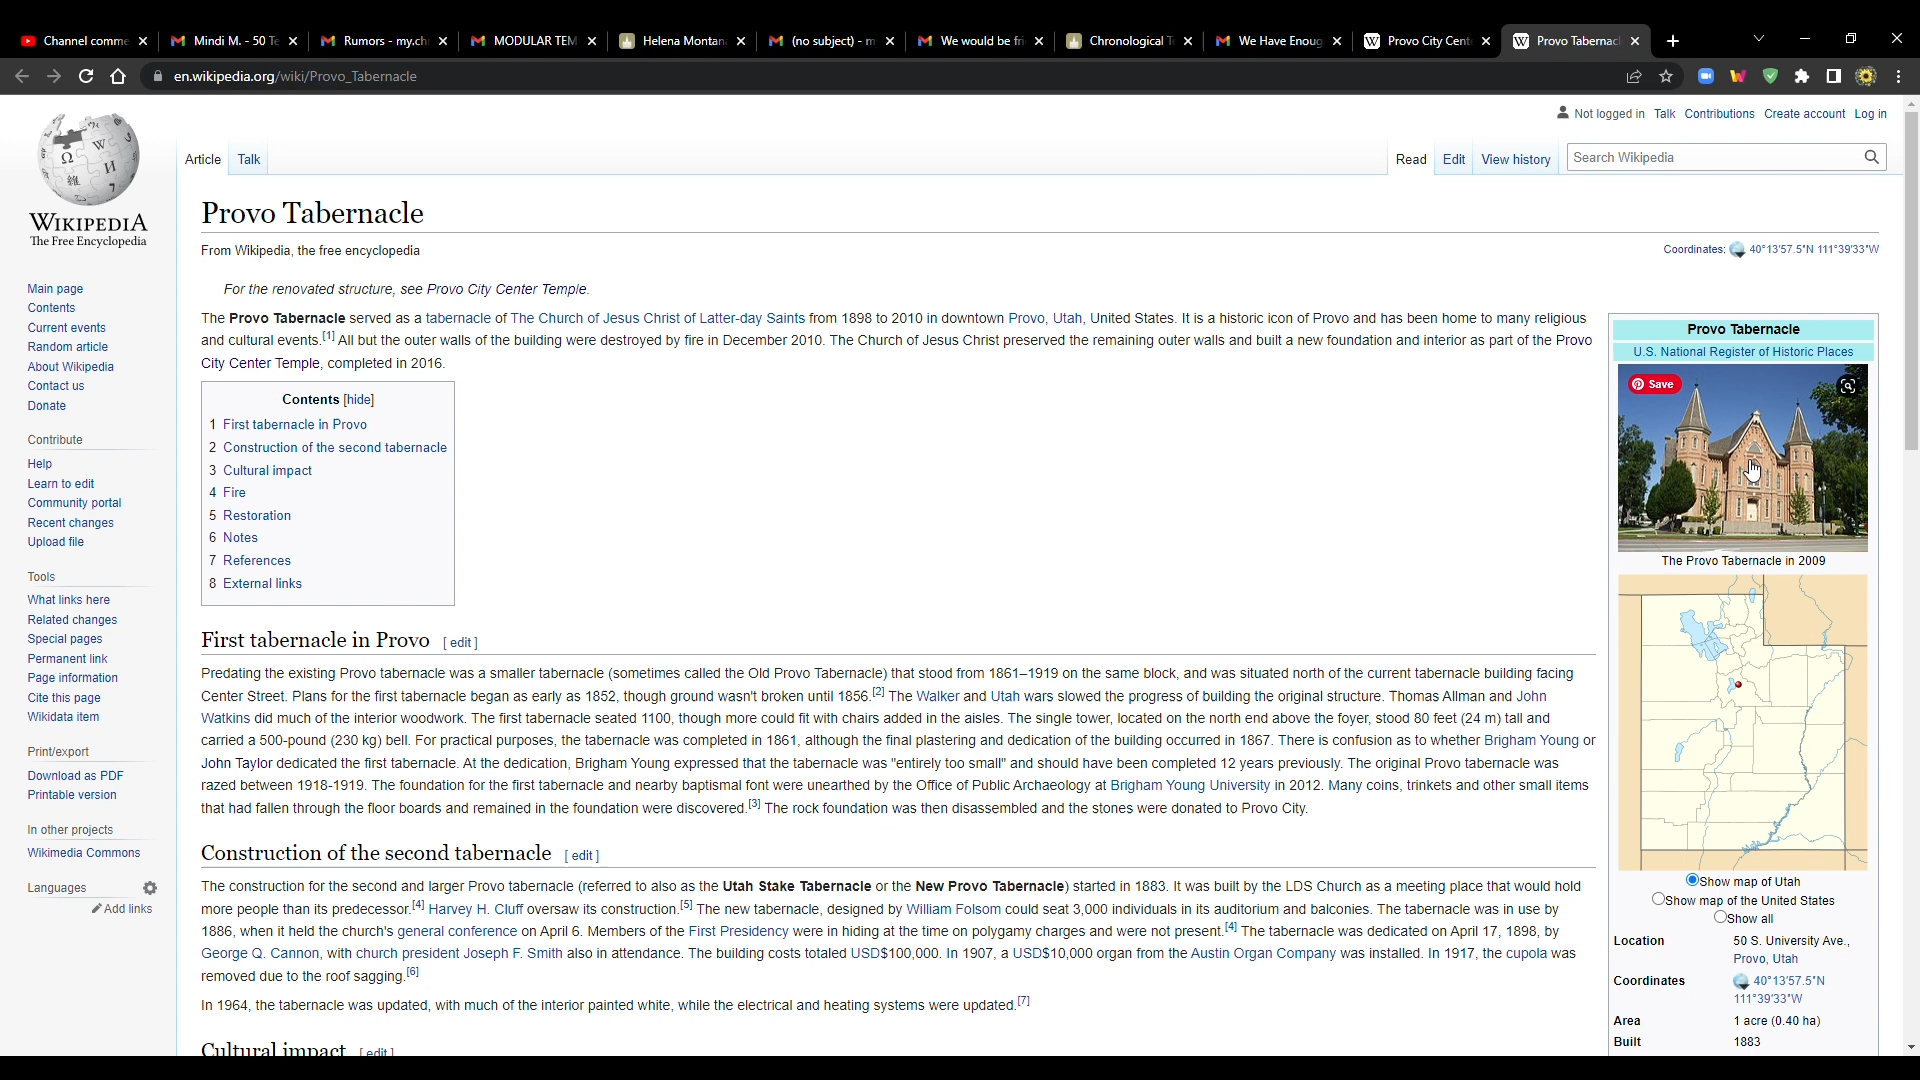 Channel comme
Mindi M. - 50 Te
Rumors - my.ch
MODULAR TEM
Helena Montan
(no subject) - m
We would be fri
Chronological T
We Have Enoug
Provo City Cent
Provo Tabernac
en.wikipedia.org/wiki/Provo_Tabernacle
Not logged in Talk Contributions Create account Log in
Article Talk
Read Edit View history
Search Wikipedia
WIKIPEDIA
The Free Encyclopedia
Main page
Contents
Current events
Random article
About Wikipedia
Contact us
Donate
Contribute
Help
Learn to edit
Community portal
Recent changes
Upload file
Tools
What links here
Related changes
Special pages
Permanent link
Page information
Cite this page
Wikidata item
Print/export
Download as PDF
Printable version
In other projects
Wikimedia Commons
Languages
Add links
Provo Tabernacle
From Wikipedia, the free encyclopedia
Coordinates: 40°13′57.5″N 111°39′33″W
For the renovated structure, see Provo City Center Temple.
The Provo Tabernacle served as a tabernacle of The Church of Jesus Christ of Latter-day Saints from 1898 to 2010 in downtown Provo, Utah, United States. It is a historic icon of Provo and has been home to many religious
and cultural events.[1] All but the outer walls of the building were destroyed by fire in December 2010. The Church of Jesus Christ preserved the remaining outer walls and built a new foundation and interior as part of the Provo
City Center Temple, completed in 2016.
Contents [hide]
1 First tabernacle in Provo
2 Construction of the second tabernacle
3 Cultural impact
4 Fire
5 Restoration
6 Notes
7 References
8 External links
First tabernacle in Provo [ edit ]
Predating the existing Provo tabernacle was a smaller tabernacle (sometimes called the Old Provo Tabernacle) that stood from 1861–1919 on the same block, and was situated north of the current tabernacle building facing
Center Street. Plans for the first tabernacle began as early as 1852, though ground wasn't broken until 1856.[2] The Walker and Utah wars slowed the progress of building the original structure. Thomas Allman and John
Watkins did much of the interior woodwork. The first tabernacle seated 1100, though more could fit with chairs added in the aisles. The single tower, located on the north end above the foyer, stood 80 feet (24 m) tall and
carried a 500-pound (230 kg) bell. For practical purposes, the tabernacle was completed in 1861, although the final plastering and dedication of the building occurred in 1867. There is confusion as to whether Brigham Young or
John Taylor dedicated the first tabernacle. At the dedication, Brigham Young expressed that the tabernacle was "entirely too small" and should have been completed 12 years previously. The original Provo tabernacle was
razed between 1918-1919. The foundation for the first tabernacle and nearby baptismal font were unearthed by the Office of Public Archaeology at Brigham Young University in 2012. Many coins, trinkets and other small items
that had fallen through the floor boards and remained in the foundation were discovered.[3] The rock foundation was then disassembled and the stones were donated to Provo City.
Construction of the second tabernacle [ edit ]
The construction for the second and larger Provo tabernacle (referred to also as the Utah Stake Tabernacle or the New Provo Tabernacle) started in 1883. It was built by the LDS Church as a meeting place that would hold
more people than its predecessor.[4] Harvey H. Cluff oversaw its construction.[5] The new tabernacle, designed by William Folsom could seat 3,000 individuals in its auditorium and balconies. The tabernacle was in use by
1886, when it held the church's general conference on April 6. Members of the First Presidency were in hiding at the time on polygamy charges and were not present.[4] The tabernacle was dedicated on April 17, 1898, by
George Q. Cannon, with church president Joseph F. Smith also in attendance. The building costs totaled USD$100,000. In 1907, a USD$10,000 organ from the Austin Organ Company was installed. In 1917, the cupola was
removed due to the roof sagging.[6]
In 1964, the tabernacle was updated, with much of the interior painted white, while the electrical and heating systems were updated.[7]
Cultural impact [ edit ]
Provo Tabernacle
U.S. National Register of Historic Places
Save
The Provo Tabernacle in 2009
Show map of Utah
Show map of the United States
Show all
Location 50 S. University Ave.,
Provo, Utah
Coordinates 40°13′57.5″N
111°39′33″W
Area 1 acre (0.40 ha)
Built 1883